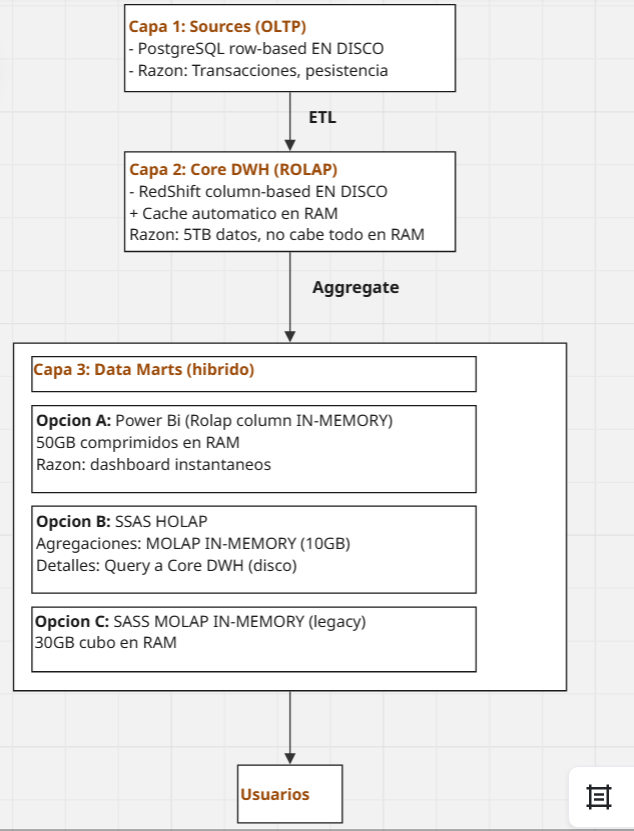 Capa 1: Sources (OLTP)
- PostgreSQL row-based EN DISCO
- Razon: Transacciones, pesistencia
ETL
Capa 2: Core DWH (ROLAP)
- RedShift column-based EN DISCO
+ Cache automatico en RAM
Razon: 5TB datos, no cabe todo en RAM
Aggregate
Capa 3: Data Marts (hibrido)
Opcion A: Power Bi (Rolap column IN-MEMORY)
50GB comprimidos en RAM
Razon: dashboard instantaneos
Opcion B: SSAS HOLAP
Agregaciones: MOLAP IN-MEMORY (10GB)
Detalles: Query a Core DWH (disco)
Opcion C: SASS MOLAP IN-MEMORY (legacy)
30GB cubo en RAM
Usuarios